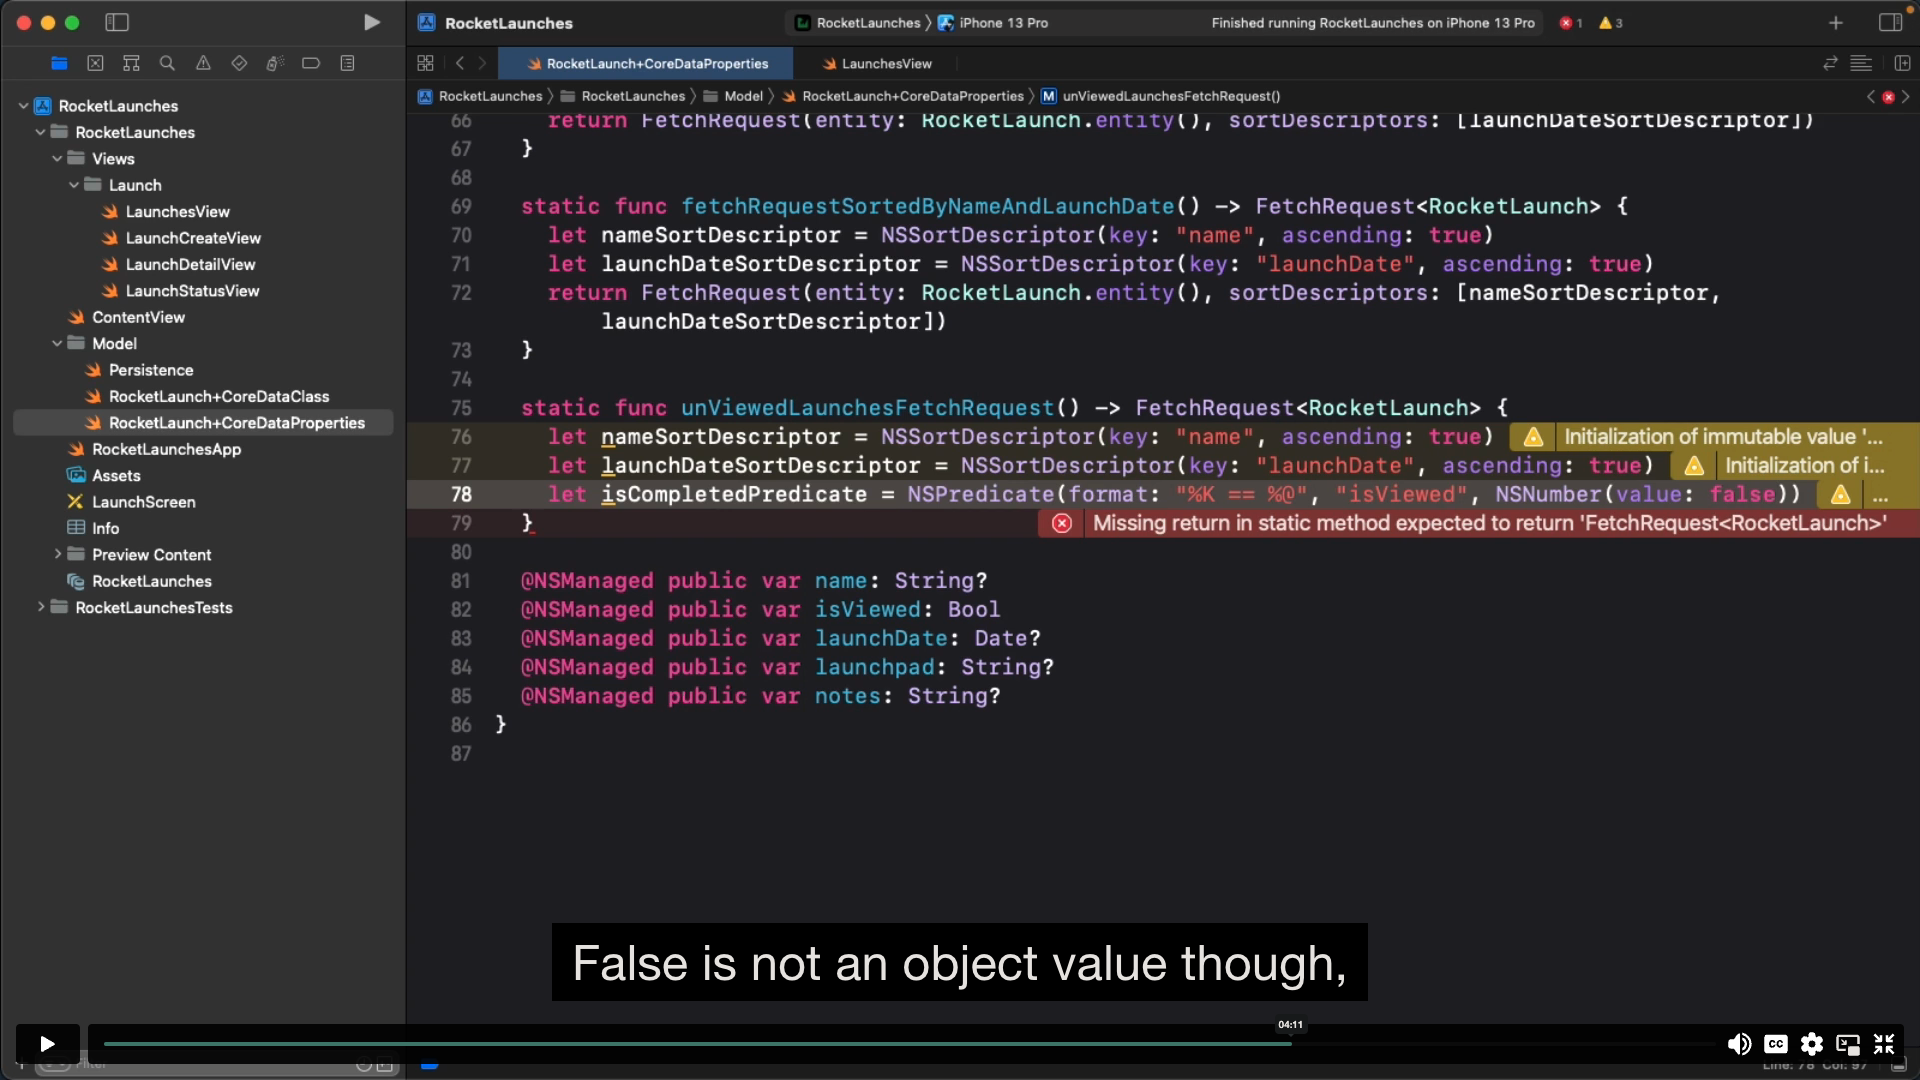 RocketLaunches
RocketLaunches
iPhone 13 Pro
Finished running RocketLaunches on iPhone 13 Pro
1
3
RocketLaunch+CoreDataProperties
LaunchesView
RocketLaunches
RocketLaunches
Model
RocketLaunch+CoreDataProperties
M
unViewedLaunchesFetchRequest()
RocketLaunches
RocketLaunches
Views
Launch
LaunchesView
LaunchCreateView
LaunchDetailView
LaunchStatusView
ContentView
Model
Persistence
RocketLaunch+CoreDataClass
RocketLaunch+CoreDataProperties
RocketLaunchesApp
Assets
LaunchScreen
Info
Preview Content
RocketLaunches
RocketLaunchesTests
66 return FetchRequest(entity: RocketLaunch.entity(), sortDescriptors: [launchDateSortDescriptor])
67 }
68
69 static func fetchRequestSortedByNameAndLaunchDate() -> FetchRequest<RocketLaunch> {
70 let nameSortDescriptor = NSSortDescriptor(key: "name", ascending: true)
71 let launchDateSortDescriptor = NSSortDescriptor(key: "launchDate", ascending: true)
72 return FetchRequest(entity: RocketLaunch.entity(), sortDescriptors: [nameSortDescriptor,
launchDateSortDescriptor])
73 }
74
75 static func unViewedLaunchesFetchRequest() -> FetchRequest<RocketLaunch> {
76 let nameSortDescriptor = NSSortDescriptor(key: "name", ascending: true) Initialization of immutable value '...
77 let launchDateSortDescriptor = NSSortDescriptor(key: "launchDate", ascending: true) Initialization of i...
78 let isCompletedPredicate = NSPredicate(format: "%K == %@", "isViewed", NSNumber(value: false)) ...
79 } Missing return in static method expected to return 'FetchRequest<RocketLaunch>'
80
81 @NSManaged public var name: String?
82 @NSManaged public var isViewed: Bool
83 @NSManaged public var launchDate: Date?
84 @NSManaged public var launchpad: String?
85 @NSManaged public var notes: String?
86 }
87
False is not an object value though,
04:11
CC
Filter
Line: 78 Col: 97